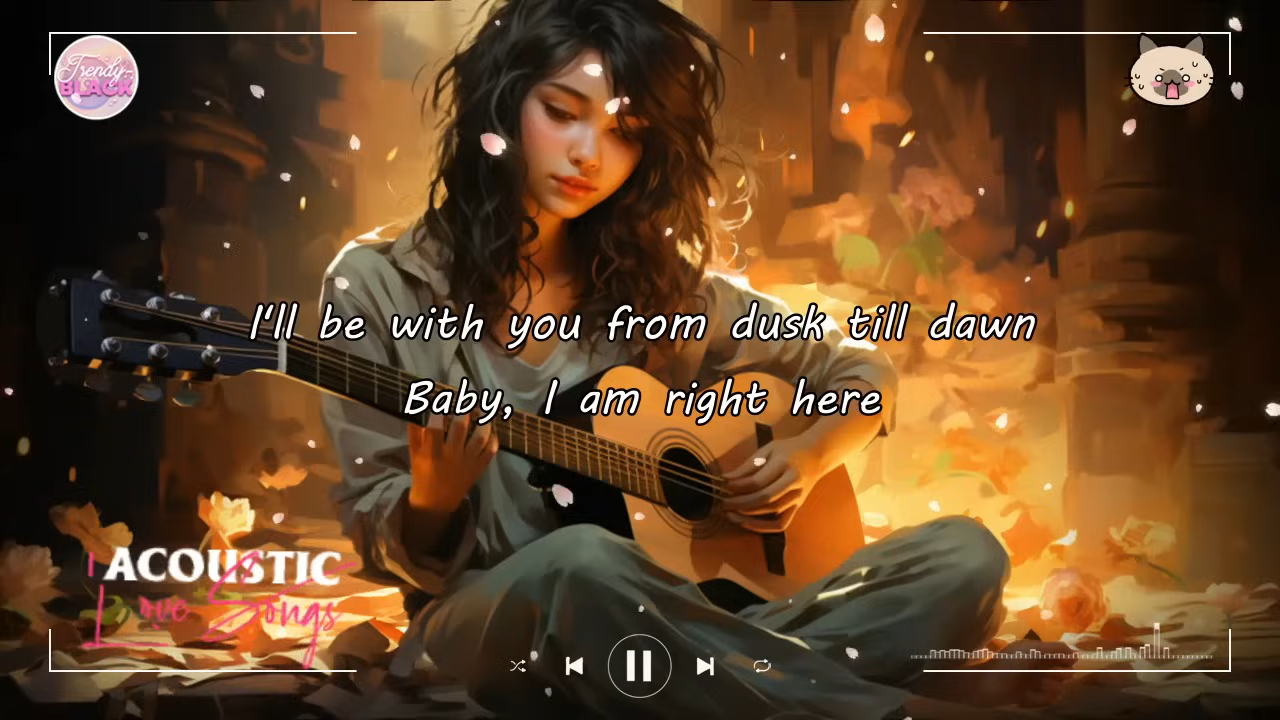 Trendy
BLACK
I'll be with you from dusk till dawn
Baby, I am right here
ACOUSTIC
Love Songs